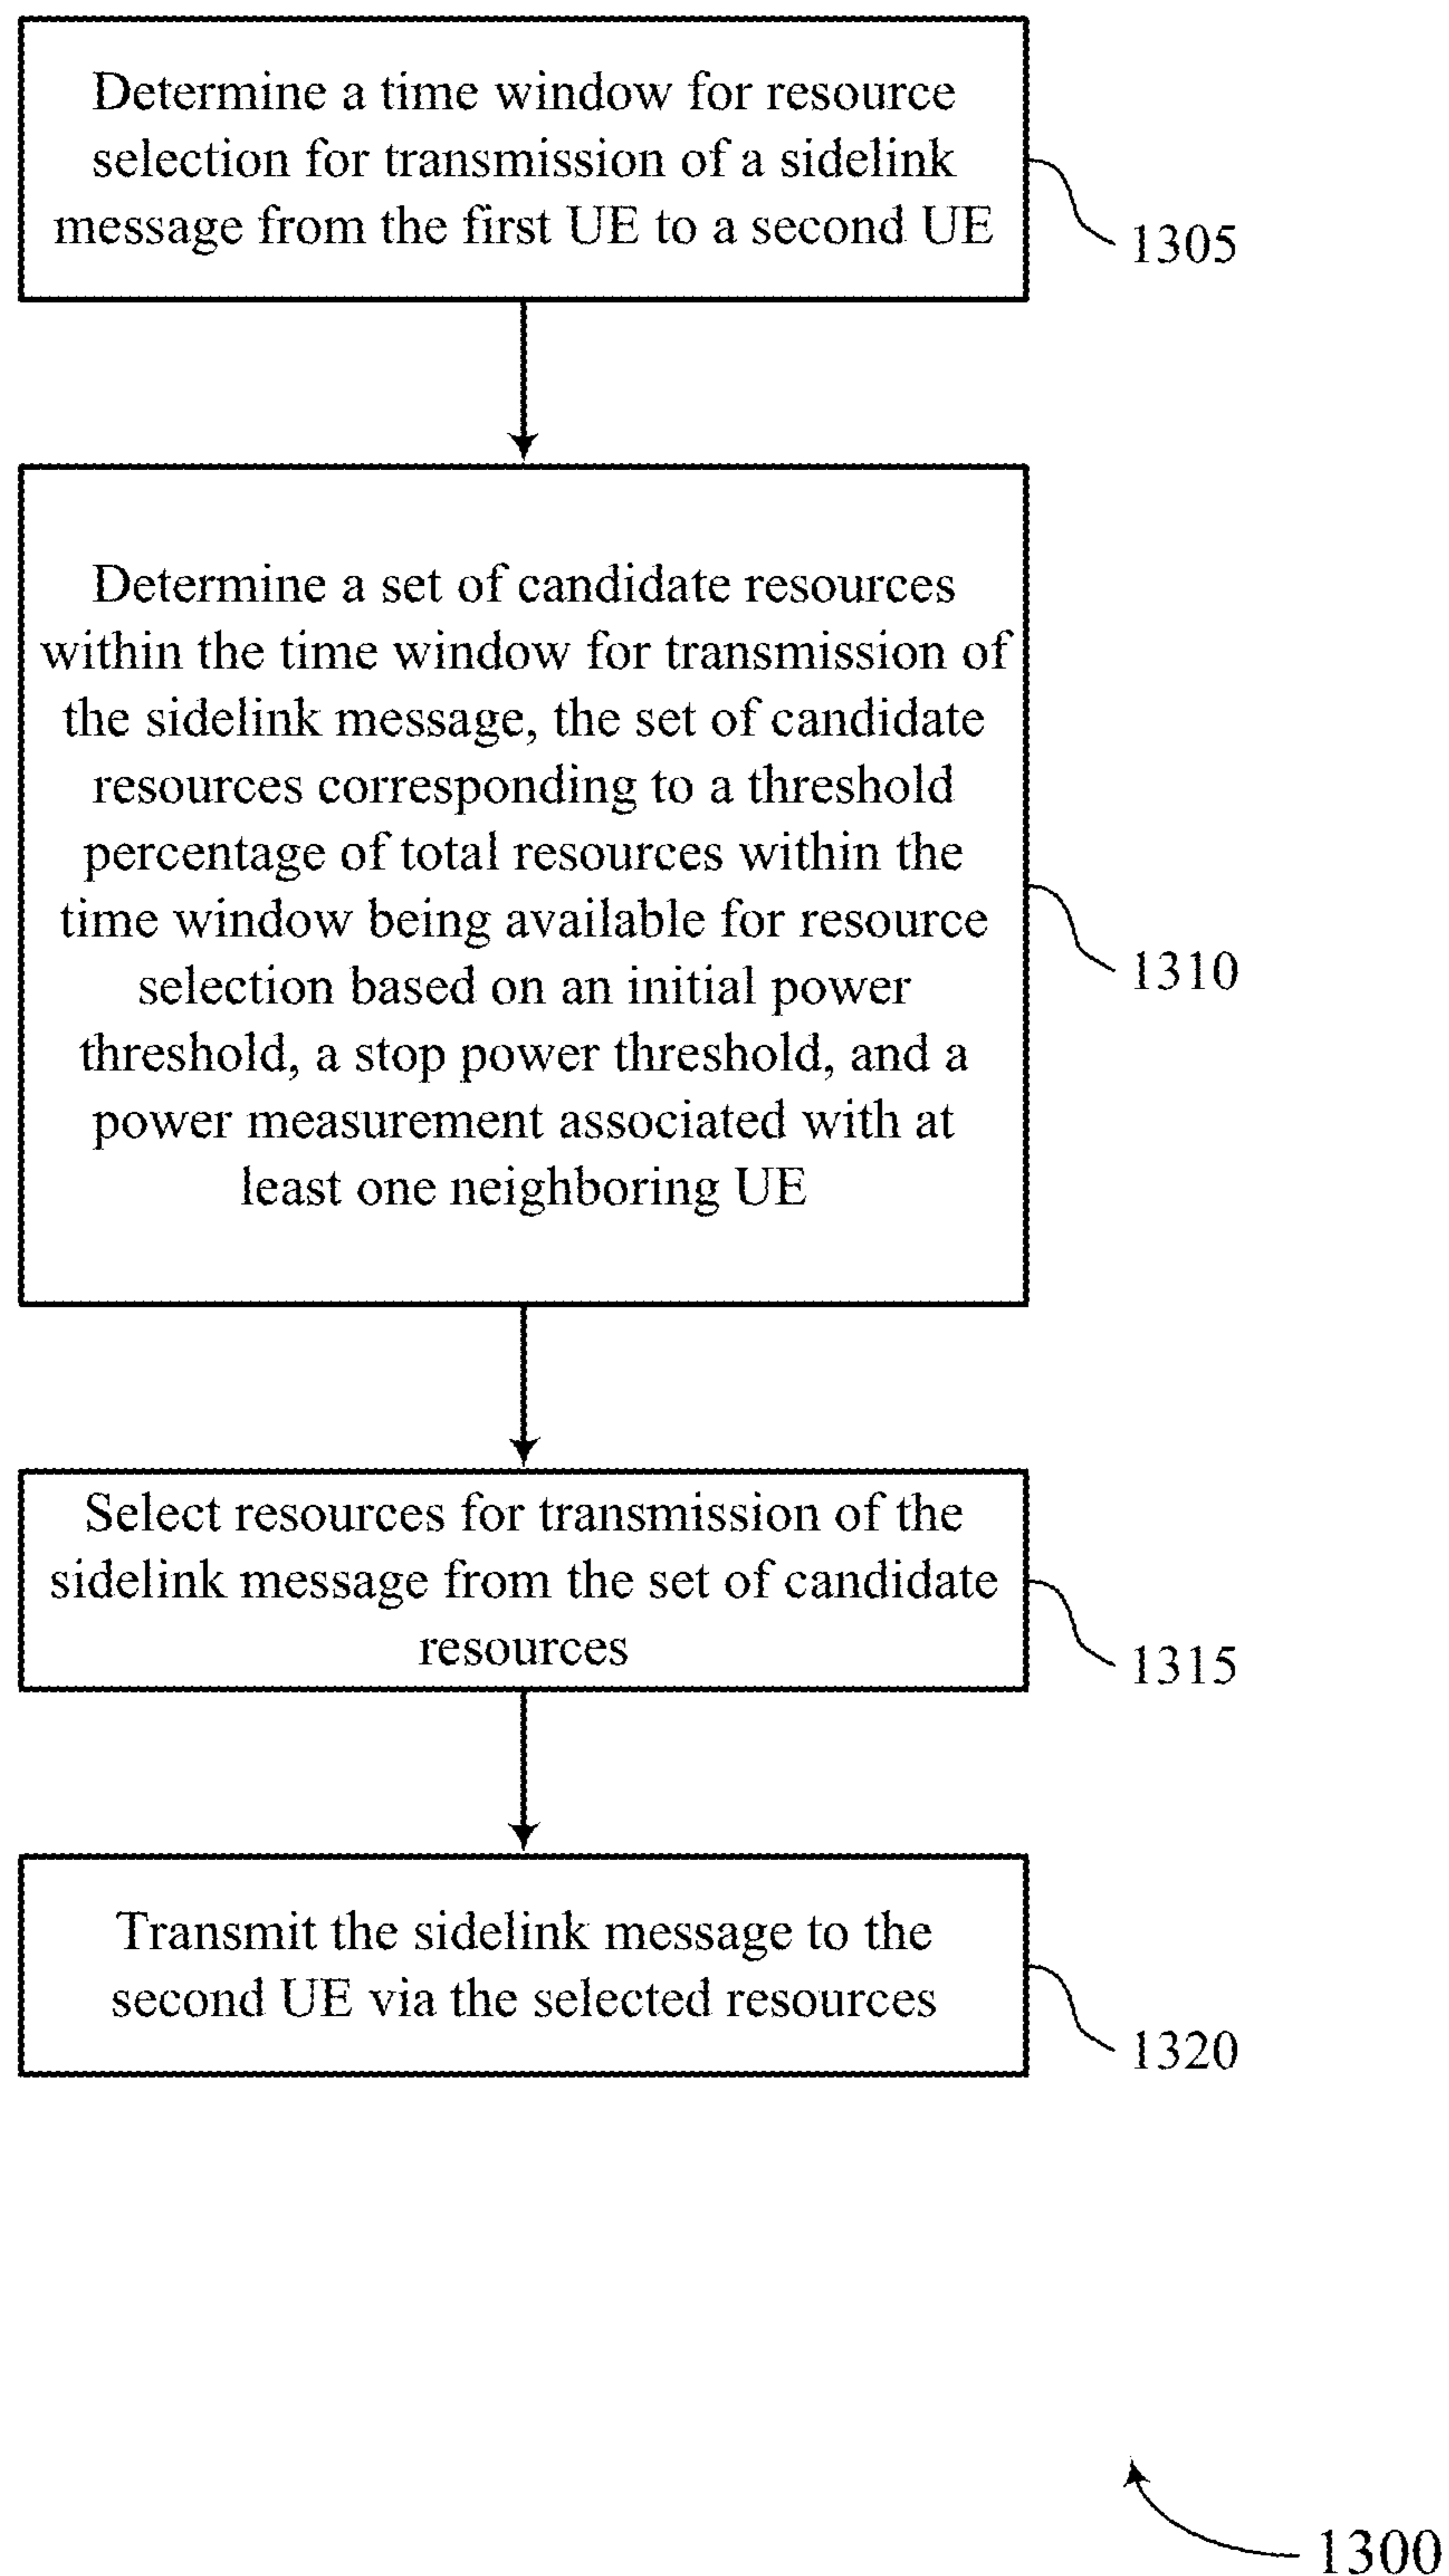 Determine a time window for resource
selection for transmission of a sidelink
message from the first UE to a second UE
1305
Determine a set of candidate resources
within the time window for transmission of
the sidelink message, the set of candidate
resources corresponding to a threshold
percentage of total resources within the
time window being available for resource
selection based on an initial power
threshold, a stop power threshold, and a
power measurement associated with at
least one neighboring UE
1310
Select resources for transmission of the
sidelink message from the set of candidate
resources
1315
Transmit the sidelink message to the
second UE via the selected resources
1320
1300